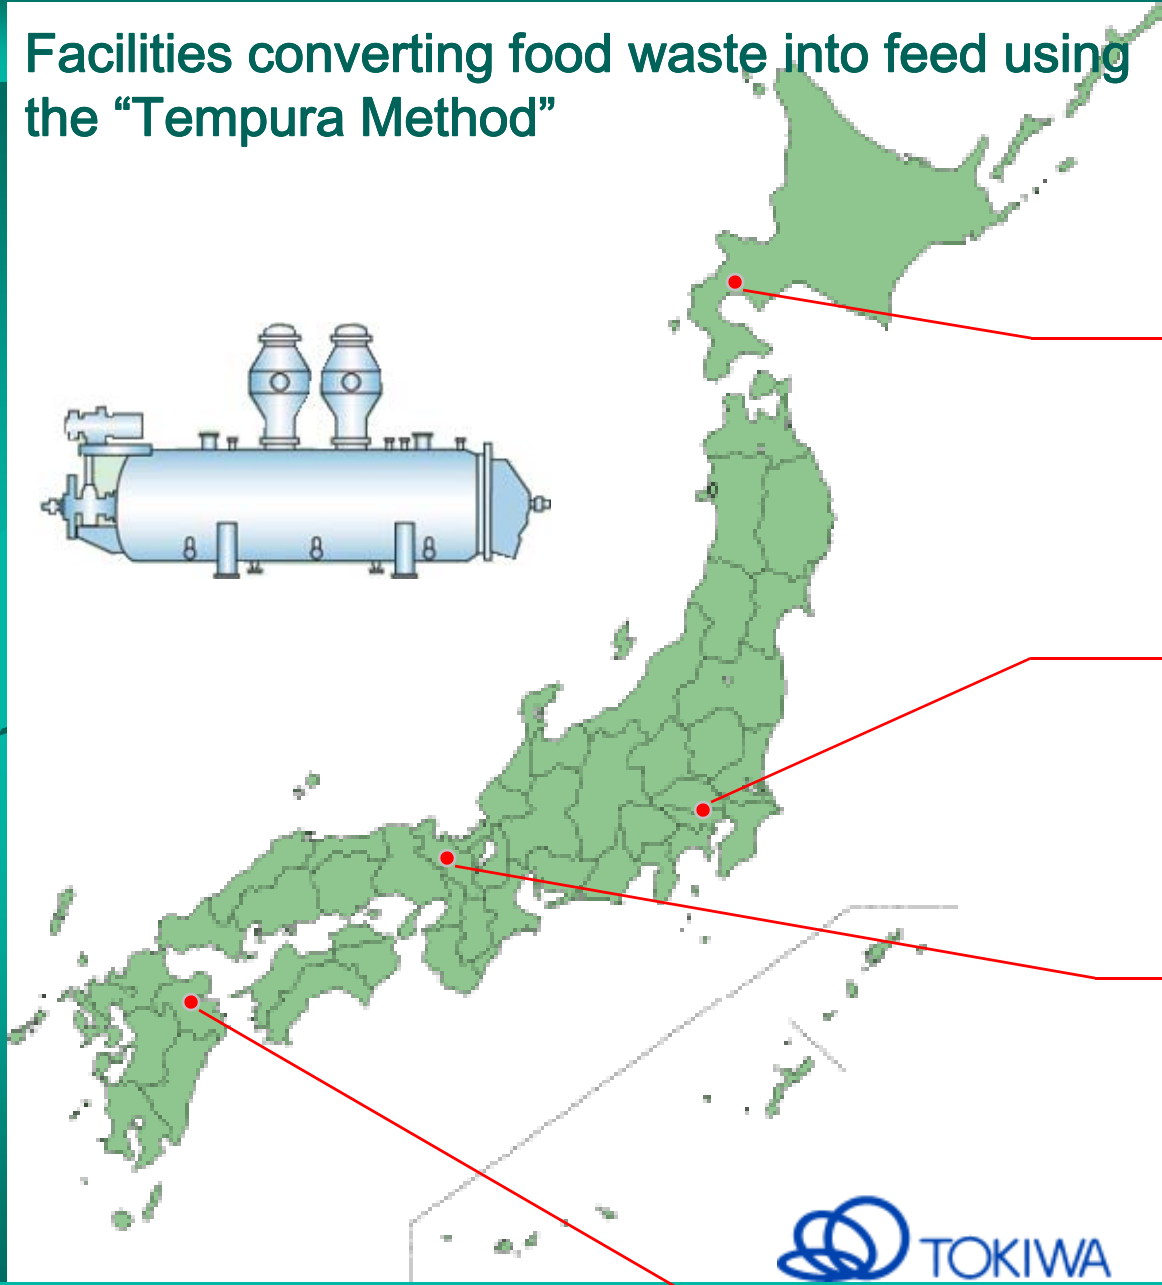 Facilities converting food waste into feed using
the “Tempura Method”
TOKIWA